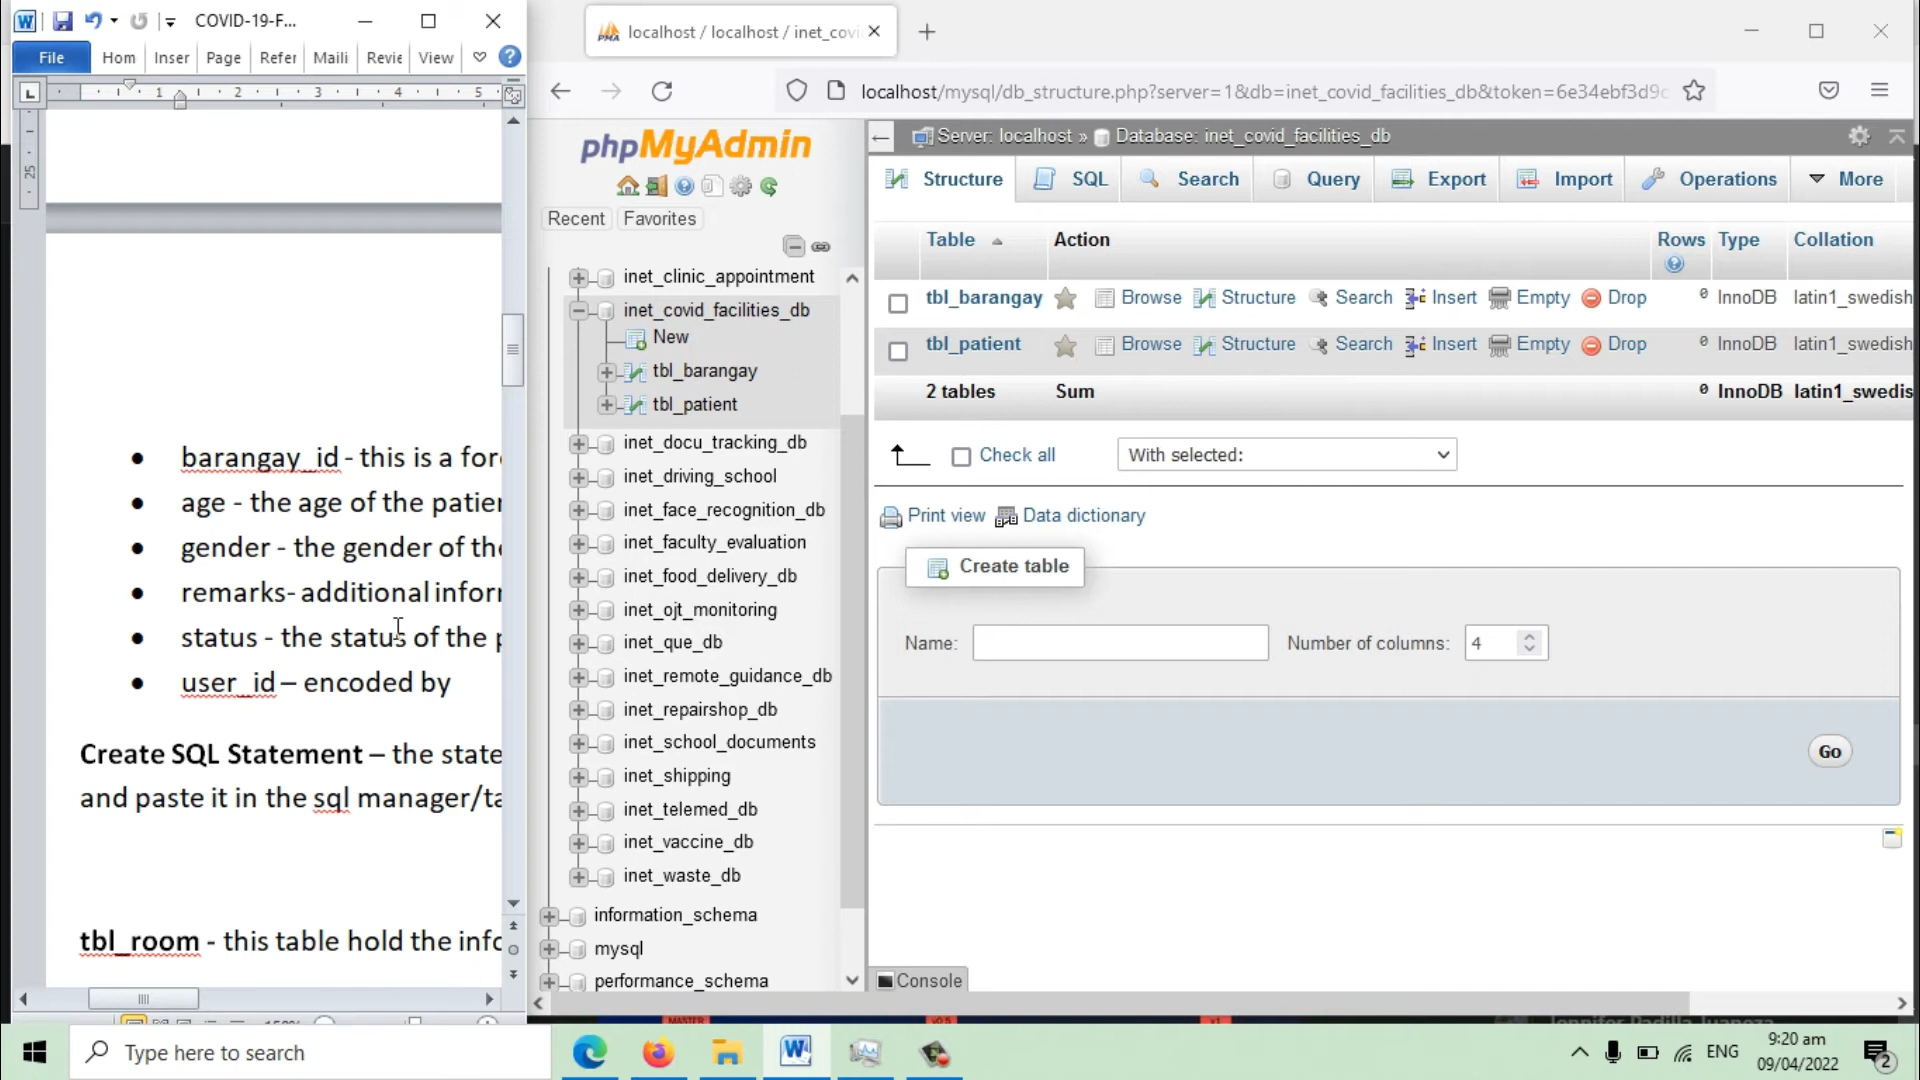 COVID-19-F...
File
Hom
Inser
Page
Refer
Maili
Revie
View
1 2 3 4 5
25
barangay_id - this is a for
age - the age of the patie
gender - the gender of th
remarks- additional infor
status - the status of the
user_id – encoded by
Create SQL Statement – the state
and paste it in the sql manager/ta
tbl_room - this table hold the info
localhost / localhost / inet_covi
localhost/mysql/db_structure.php?server=1&db=inet_covid_facilities_db&token=6e34ebf3d9c
phpMyAdmin
Recent
Favorites
inet_clinic_appointment
inet_covid_facilities_db
New
tbl_barangay
tbl_patient
inet_docu_tracking_db
inet_driving_school
inet_face_recognition_db
inet_faculty_evaluation
inet_food_delivery_db
inet_ojt_monitoring
inet_que_db
inet_remote_guidance_db
inet_repairshop_db
inet_school_documents
inet_shipping
inet_telemed_db
inet_vaccine_db
inet_waste_db
information_schema
mysql
performance_schema
Server: localhost » Database: inet_covid_facilities_db
Structure
SQL
Search
Query
Export
Import
Operations
More
Table Action Rows Type Collation
tbl_barangay Browse Structure Search Insert Empty Drop 0 InnoDB latin1_swedish
tbl_patient Browse Structure Search Insert Empty Drop 0 InnoDB latin1_swedish
2 tables Sum 0 InnoDB latin1_swedis
Check all
With selected:
Print view
Data dictionary
Create table
Name:
Number of columns: 4
Go
Console
Type here to search
ENG
9:20 am
09/04/2022
2